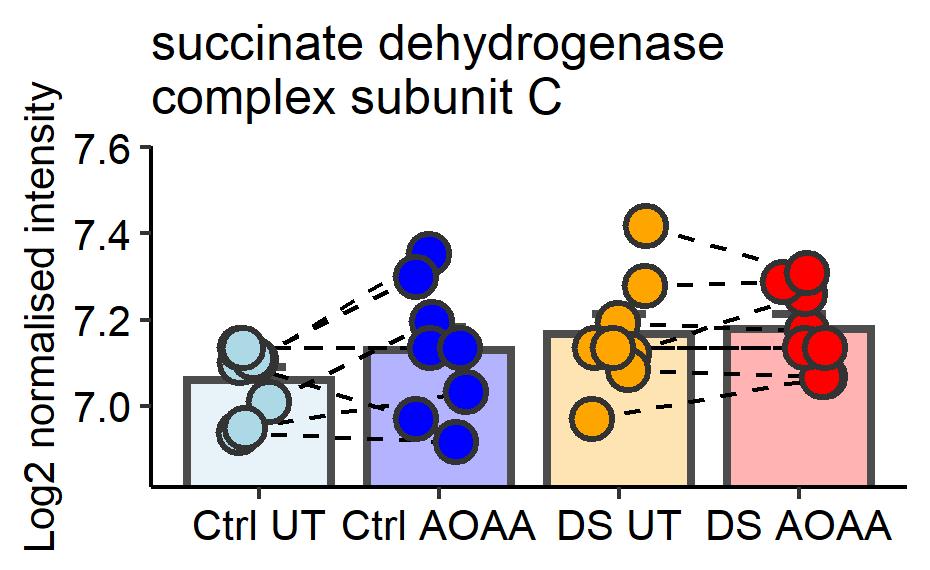 succinate dehydrogenase
complex subunit C
Log2 normalised intensity
7.6
7.4
7.2
7.0
Ctrl UT
Ctrl AOAA
DS UT
DS AOAA